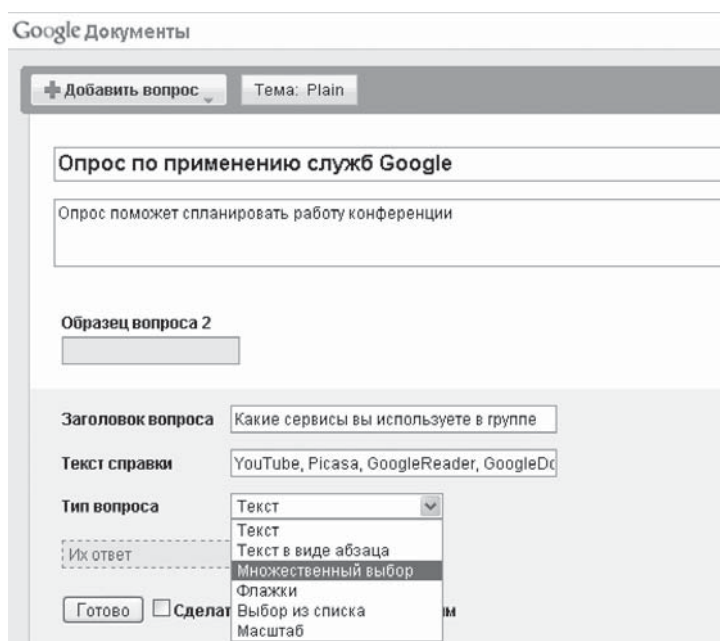 Google Документы
Добавить вопрос Тема: Plain
Опрос по применению служб Google
Опрос поможет спланировать работу конференции
Образец вопроса 2
Заголовок вопроса Какие сервисы вы используете в группе
Текст справки YouTube, Picasa, GoogleReader, GoogleDo
Тип вопроса Текст
Текст
Их ответ Текст в виде абзаца
Множественный выбор
Флажки
Готово Сделат Выбор из списка м
Масштаб